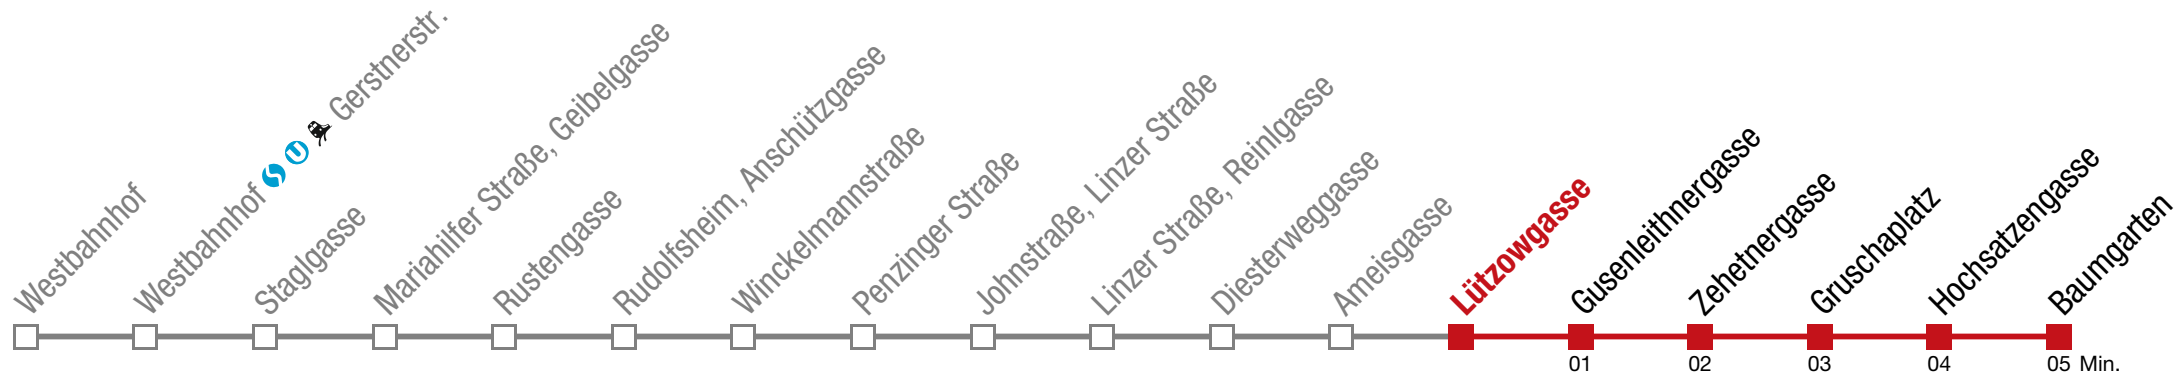 Westbahnhof
Westbahnhof S U Gerstnerstr.
Staglgasse
Mariahilfer Straße, Geibelgasse
Rustengasse
Rudolfsheim, Anschützgasse
Winckelmannstraße
Penzinger Straße
Johnstraße, Linzer Straße
Linzer Straße, Reinlgasse
Diesterweggasse
Ameisgasse
Lützowgasse
Gusenleithnergasse
Zehetnergasse
Gruschaplatz
Hochsatzengasse
Baumgarten
01 02 03 04 05 Min.